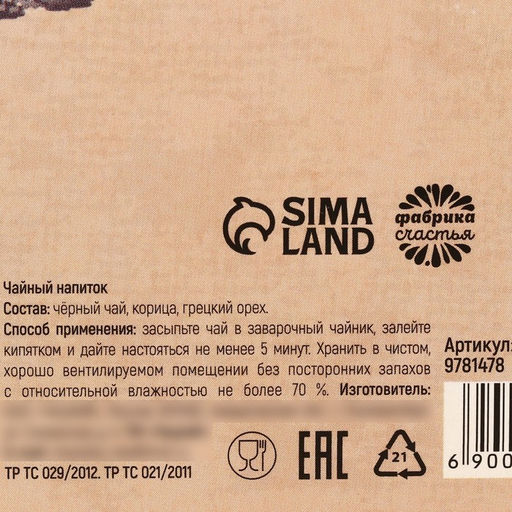 SIMA
LAND
фабрика
счастья
Чайный напиток
Состав: чёрный чай, корица, грецкий орех.
Способ применения: засыпьте чай в заварочный чайник, залейте
кипятком и дайте настояться не менее 5 минут. Хранить в чистом,
хорошо вентилируемом помещении без посторонних запахов
с относительной влажностью не более 70 %. Изготовитель:
Артикул:
9781478
EAC
21
6 900
ТР ТС 029/2012. ТР ТС 021/2011